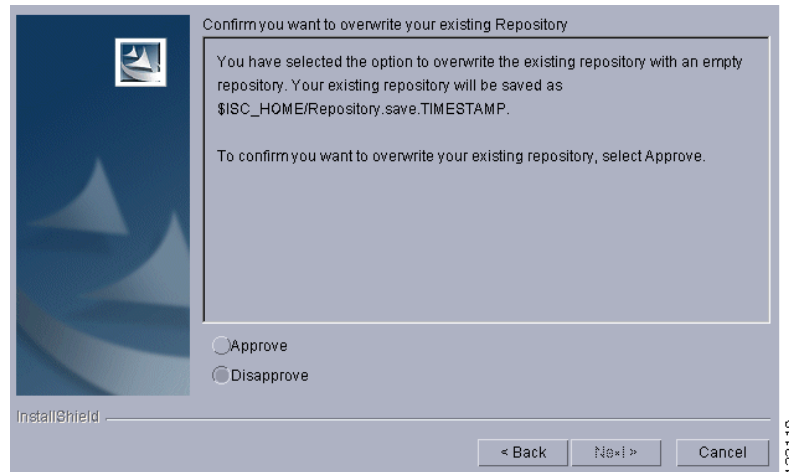 Confirm you want to overwrite your existing Repository
You have selected the option to overwrite the existing repository with an empty
repository. Your existing repository will be saved as
$ISC_HOME/Repository.save.TIMESTAMP.
To confirm you want to overwrite your existing repository, select Approve.
Approve
Disapprove
InstallShield
< Back
Next >
Cancel